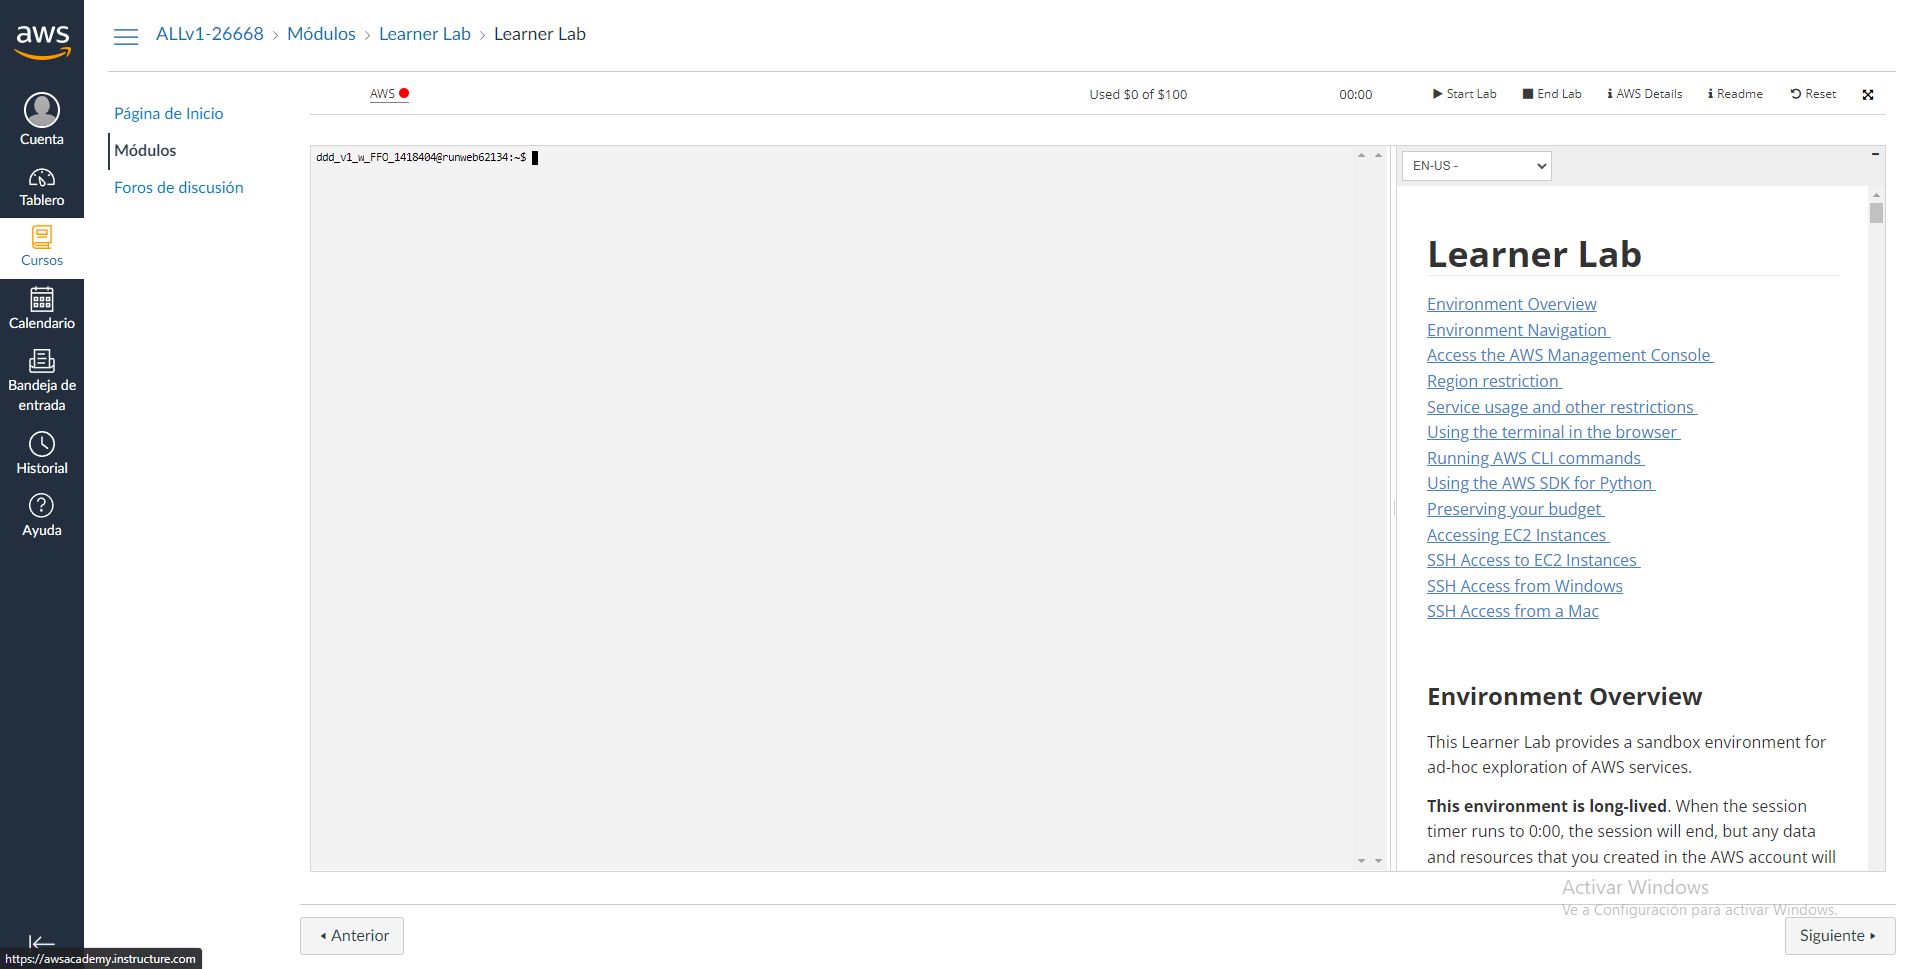 aws
ALLv1-26668 > Módulos > Learner Lab > Learner Lab
Cuenta
Tablero
Cursos
Calendario
Bandeja de
entrada
Historial
Ayuda
https://awsacademy.instructure.com
Página de Inicio
Módulos
Foros de discusión
AWS
Used $0 of $100
00:00
Start Lab
End Lab
AWS Details
Readme
Reset
ddd_v1_w_FFO_1418404@runweb62134:~$
EN-US -
Learner Lab
Environment Overview
Environment Navigation
Access the AWS Management Console
Region restriction
Service usage and other restrictions
Using the terminal in the browser
Running AWS CLI commands
Using the AWS SDK for Python
Preserving your budget
Accessing EC2 Instances
SSH Access to EC2 Instances
SSH Access from Windows
SSH Access from a Mac
Environment Overview
This Learner Lab provides a sandbox environment for
ad-hoc exploration of AWS services.
This environment is long-lived. When the session
timer runs to 0:00, the session will end, but any data
and resources that you created in the AWS account will
Activar Windows
Ve a Configuración para activar Windows.
Anterior
Siguiente